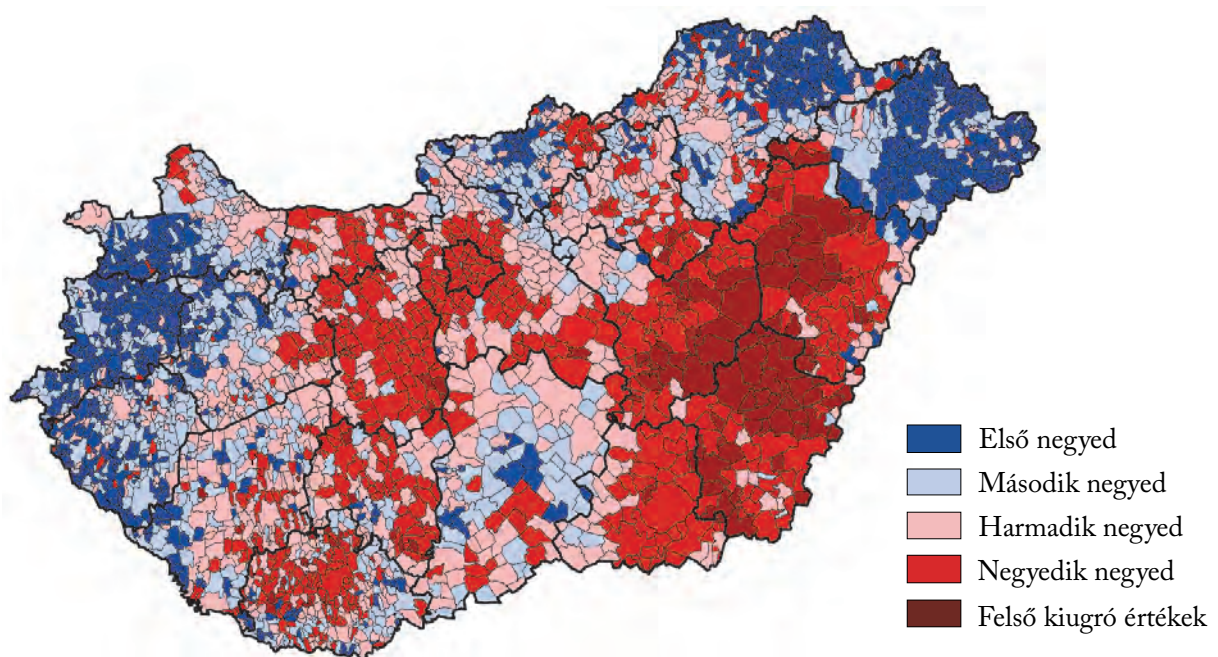 Első negyed
Második negyed
Harmadik negyed
Negyedik negyed
Felső kiugró értékek